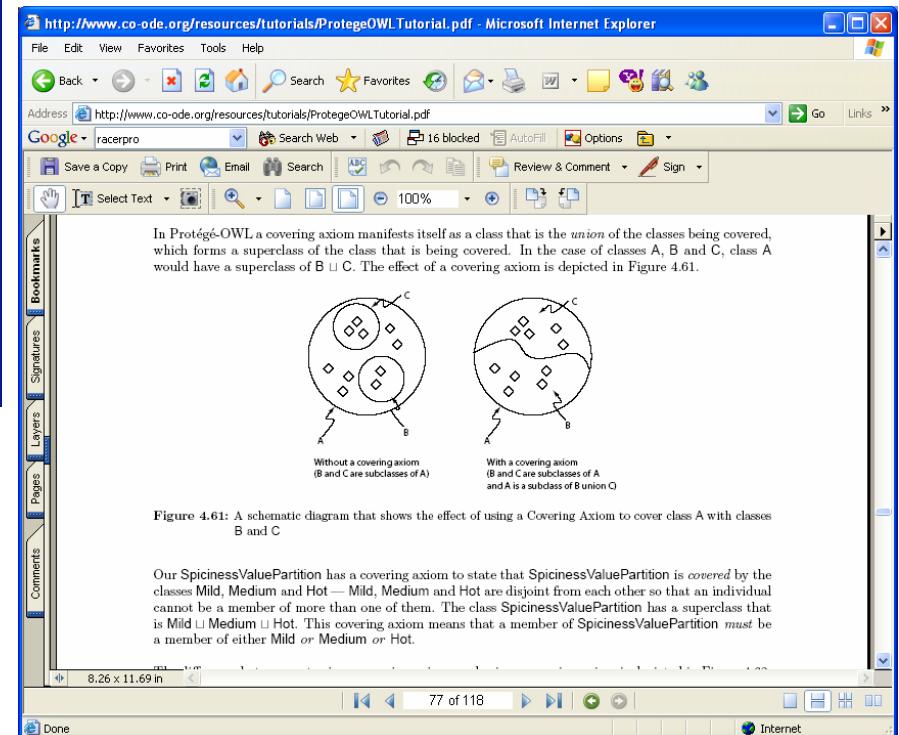 http://www.co-ode.org/resources/tutorials/ProtegeOWLTutorial.pdf - Microsoft Internet Explorer
File Edit View Favorites Tools Help
Back Search Favorites
Address http://www.co-ode.org/resources/tutorials/ProtegeOWLTutorial.pdf Go Links »
Google racerpro Search Web 16 blocked AutoFill Options
Save a Copy Print Email Search Review & Comment Sign
Select Text 100%
Bookmarks
Signatures
Layers
Pages
Comments
In Protégé-OWL a covering axiom manifests itself as a class that is the union of the classes being covered,
which forms a superclass of the class that is being covered. In the case of classes A, B and C, class A
would have a superclass of B ⊔ C. The effect of a covering axiom is depicted in Figure 4.61.
C
A
B
Without a covering axiom
(B and C are subclasses of A)
C
A
B
With a covering axiom
(B and C are subclasses of A
and A is a subclass of B union C)
Figure 4.61: A schematic diagram that shows the effect of using a Covering Axiom to cover class A with classes
B and C
Our SpicinessValuePartition has a covering axiom to state that SpicinessValuePartition is covered by the
classes Mild, Medium and Hot — Mild, Medium and Hot are disjoint from each other so that an individual
cannot be a member of more than one of them. The class SpicinessValuePartition has a superclass that
is Mild ⊔ Medium ⊔ Hot. This covering axiom means that a member of SpicinessValuePartition must be
a member of either Mild or Medium or Hot.
8.26 x 11.69 in
77 of 118
Done Internet